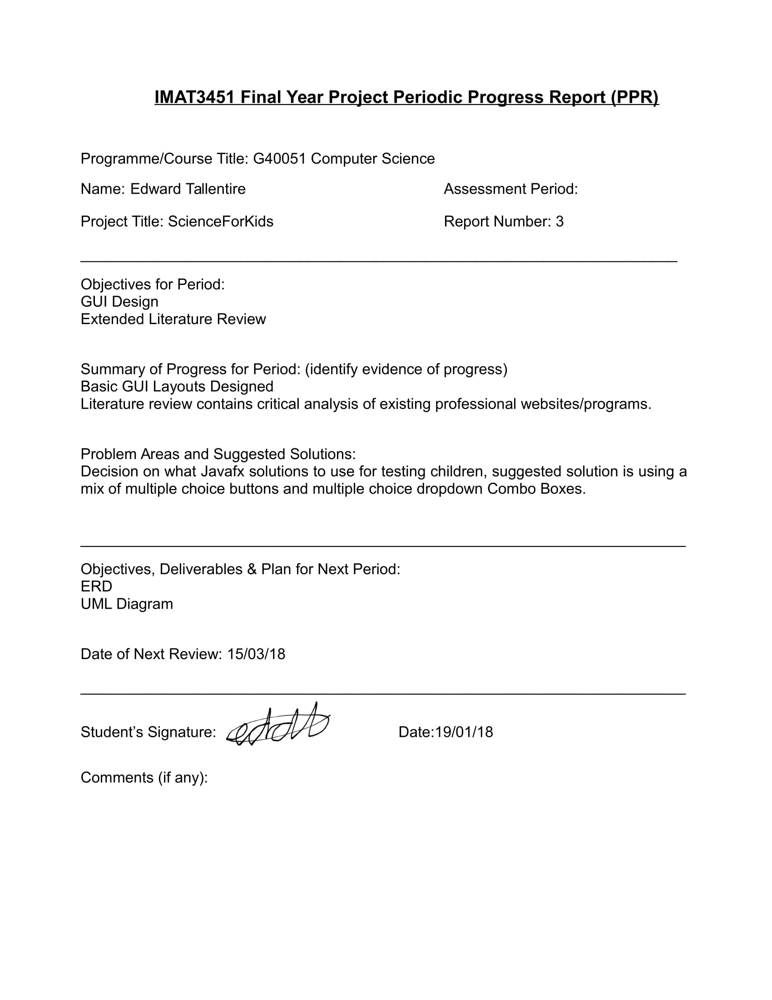 IMAT3451 Final Year Project Periodic Progress Report (PPR)
Programme/Course Title: G40051 Computer Science
Name: Edward Tallentire Assessment Period:
Project Title: ScienceForKids Report Number: 3
Objectives for Period:
GUI Design
Extended Literature Review
Summary of Progress for Period: (identify evidence of progress)
Basic GUI Layouts Designed
Literature review contains critical analysis of existing professional websites/programs.
Problem Areas and Suggested Solutions:
Decision on what Javafx solutions to use for testing children, suggested solution is using a
mix of multiple choice buttons and multiple choice dropdown Combo Boxes.
Objectives, Deliverables & Plan for Next Period:
ERD
UML Diagram
Date of Next Review: 15/03/18
Student’s Signature: Date:19/01/18
Comments (if any):